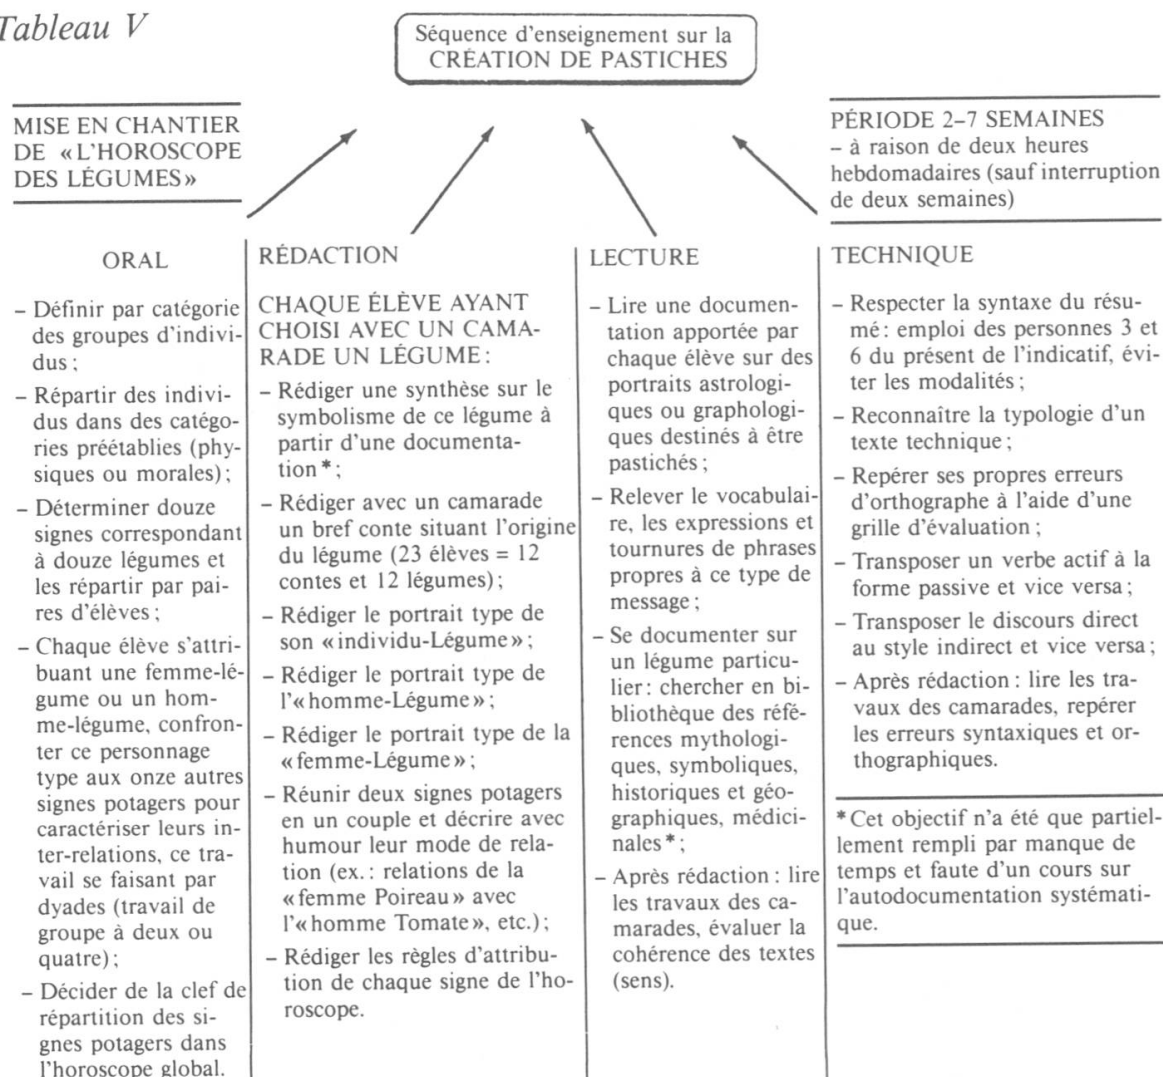 Tableau V
Séquence d'enseignement sur la
CRÉATION DE PASTICHES
MISE EN CHANTIER
DE «L'HOROSCOPE
DES LÉGUMES»
PÉRIODE 2–7 SEMAINES
– à raison de deux heures
hebdomadaires (sauf interruption
de deux semaines)
ORAL
– Définir par catégorie
des groupes d'indivi-
dus ;
– Répartir des indivi-
dus dans des catégo-
ries préétablies (phy-
siques ou morales) ;
– Déterminer douze
signes correspondant
à douze légumes et
les répartir par pai-
res d'élèves ;
– Chaque élève s'attri-
buant une femme-lé-
gume ou un hom-
me-légume, confron-
ter ce personnage
type aux onze autres
signes potagers pour
caractériser leurs in-
ter-relations, ce tra-
vail se faisant par
dyades (travail de
groupe à deux ou
quatre) ;
– Décider de la clef de
répartition des si-
gnes potagers dans
l'horoscope global.
RÉDACTION
CHAQUE ÉLÈVE AYANT
CHOISI AVEC UN CAMA-
RADE UN LÉGUME :
– Rédiger une synthèse sur le
symbolisme de ce légume à
partir d'une documenta-
tion * ;
– Rédiger avec un camarade
un bref conte situant l'origine
du légume (23 élèves = 12
contes et 12 légumes) ;
– Rédiger le portrait type de
son «individu-Légume» ;
– Rédiger le portrait type de
l'«homme-Légume» ;
– Rédiger le portrait type de la
«femme-Légume» ;
– Réunir deux signes potagers
en un couple et décrire avec
humour leur mode de rela-
tion (ex. : relations de la
«femme Poireau» avec
l'«homme Tomate», etc.) ;
– Rédiger les règles d'attribu-
tion de chaque signe de l'ho-
roscope.
LECTURE
– Lire une documen-
tation apportée par
chaque élève sur des
portraits astrologi-
ques ou graphologi-
ques destinés à être
pastichés ;
– Relever le vocabulai-
re, les expressions et
tournures de phrases
propres à ce type de
message ;
– Se documenter sur
un légume particu-
lier : chercher en bi-
bliothèque des réfé-
rences mythologi-
ques, symboliques,
historiques et géo-
graphiques, médici-
nales * ;
– Après rédaction : lire
les travaux des ca-
marades, évaluer la
cohérence des textes
(sens).
TECHNIQUE
– Respecter la syntaxe du résu-
mé : emploi des personnes 3 et
6 du présent de l'indicatif, évi-
ter les modalités ;
– Reconnaître la typologie d'un
texte technique ;
– Repérer ses propres erreurs
d'orthographe à l'aide d'une
grille d'évaluation ;
– Transposer un verbe actif à la
forme passive et vice versa ;
– Transposer le discours direct
au style indirect et vice versa ;
– Après rédaction : lire les tra-
vaux des camarades, repérer
les erreurs syntaxiques et or-
thographiques.
* Cet objectif n'a été que partiel-
lement rempli par manque de
temps et faute d'un cours sur
l'autodocumentation systémati-
que.